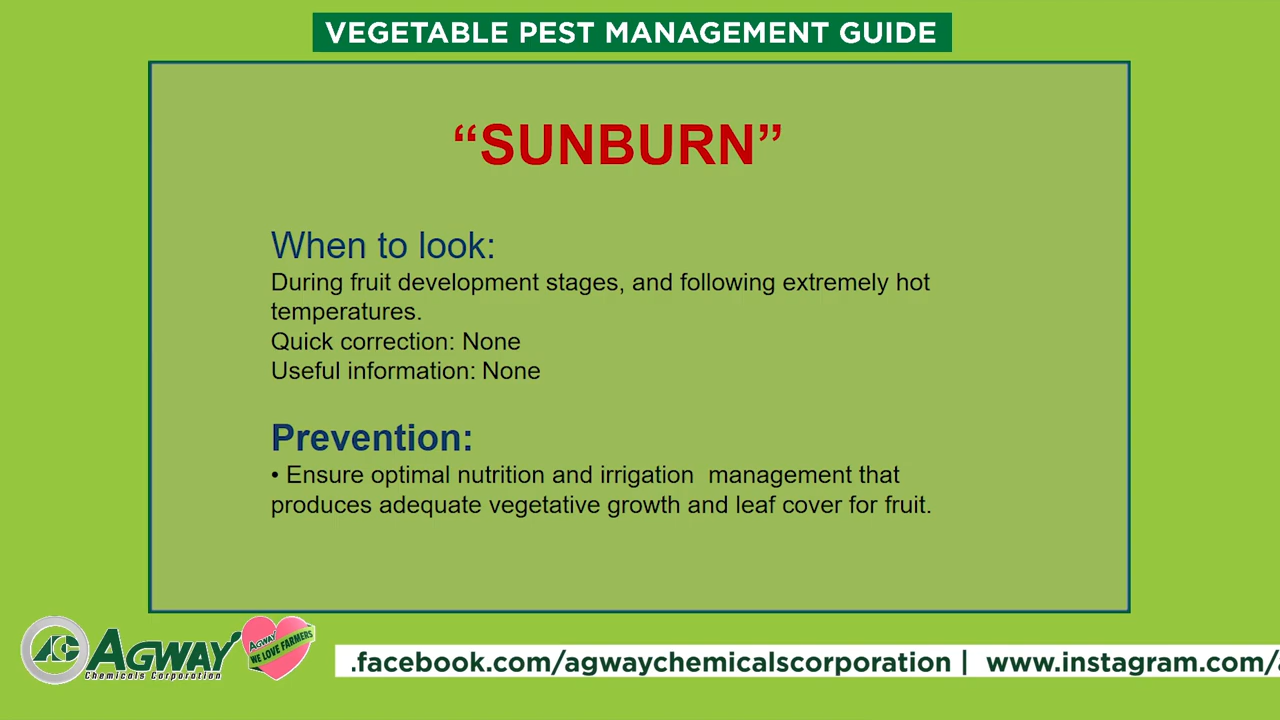 VEGETABLE PEST MANAGEMENT GUIDE
“SUNBURN”
When to look:
During fruit development stages, and following extremely hot
temperatures.
Quick correction: None
Useful information: None
Prevention:
• Ensure optimal nutrition and irrigation management that
produces adequate vegetative growth and leaf cover for fruit.
AC AGWAY
Chemicals Corporation
AGWAY
WE LOVE FARMERS
.facebook.com/agwaychemicalscorporation | www.instagram.com/a